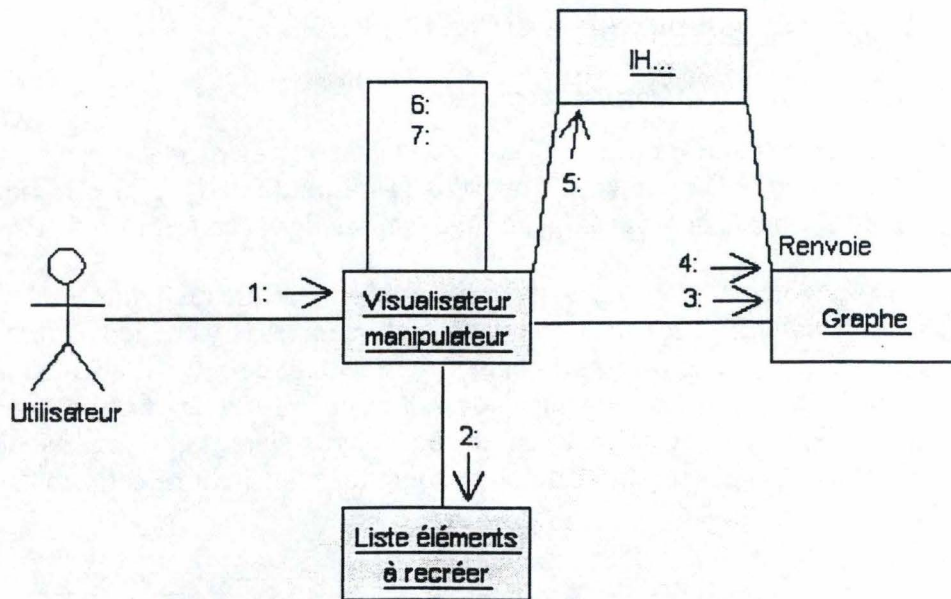 IH...
6:
7:
5:
Renvoie
4:
3:
Graphe
1:
Visualisateur
manipulateur
Utilisateur
2:
Liste éléments
à recréer